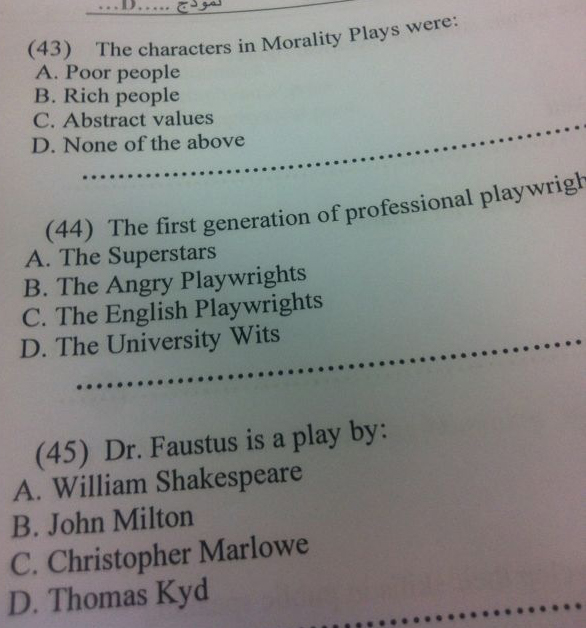 ...D..... نموذج
(43) The characters in Morality Plays were:
A. Poor people
B. Rich people
C. Abstract values
D. None of the above
(44) The first generation of professional
A. The Superstars
B. The Angry Playwrights
C. The English Playwrights
D. The University Wits
(45) Dr. Faustus is a play by:
A. William Shakespeare
B. John Milton
C. Christopher Marlowe
D. Thomas Kyd